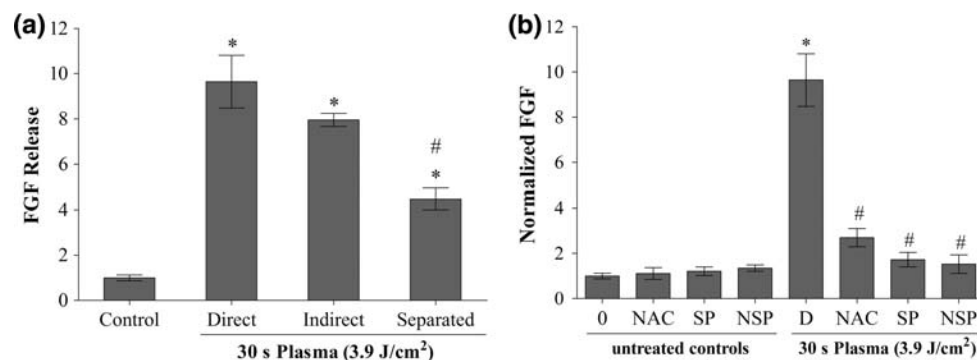 (a)
FGF Release
12
10
8
6
4
2
0
*
*
#
*
Control Direct Indirect Separated
30 s Plasma (3.9 J/cm²)
(b)
Normalized FGF
12
10
8
6
4
2
0
*
#
#
#
0 NAC SP NSP D NAC SP NSP
untreated controls 30 s Plasma (3.9 J/cm²)